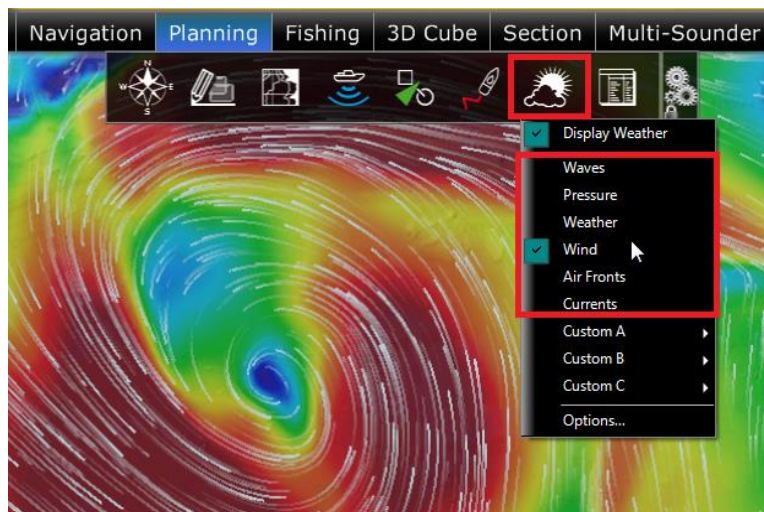 Navigation Planning Fishing 3D Cube Section Multi-Sounder
N
W E
S
Display Weather
Waves
Pressure
Weather
Wind
Air Fronts
Currents
Custom A
Custom B
Custom C
Options...